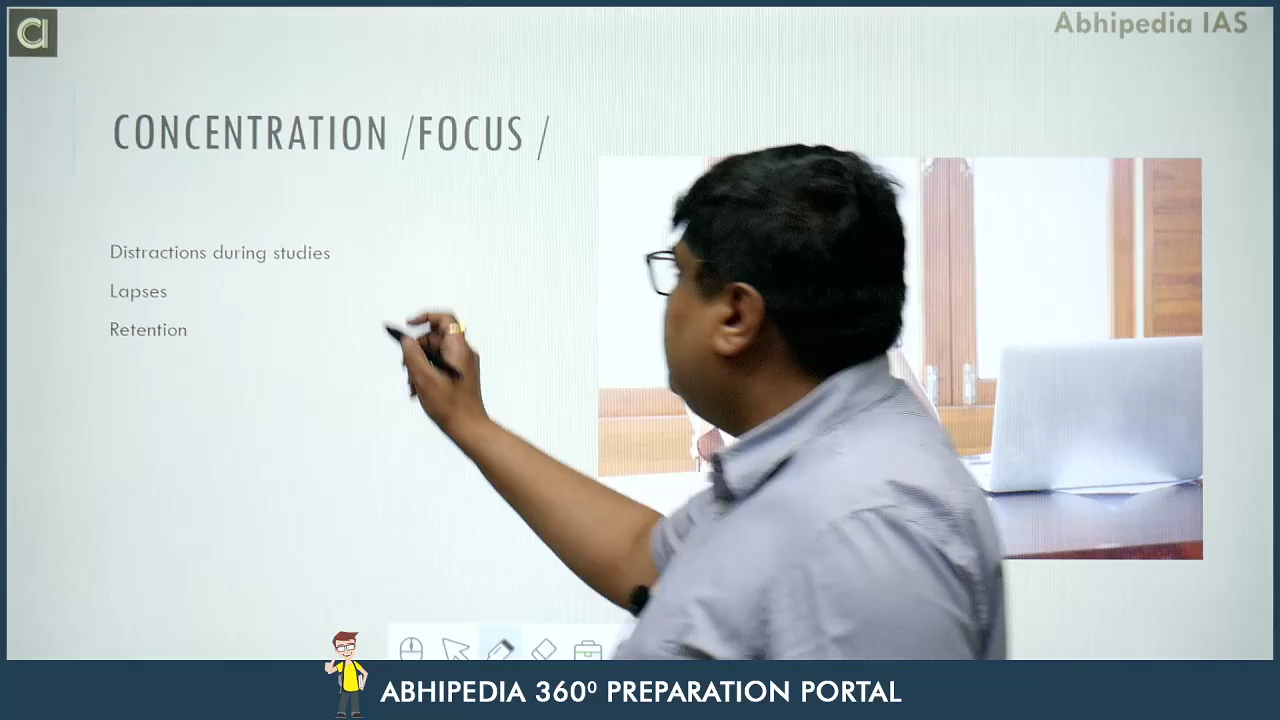 Abhipedia IAS
CONCENTRATION /FOCUS /
Distractions during studies
Lapses
Retention
ABHIPEDIA 360⁰ PREPARATION PORTAL